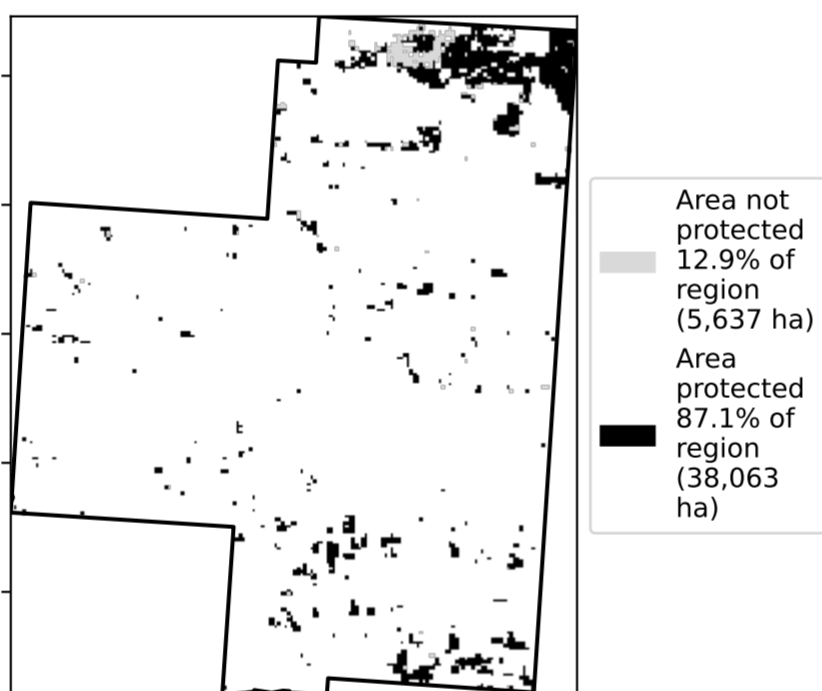 Area not
protected
12.9% of
region
(5,637 ha)
Area
protected
87.1% of
region
(38,063
ha)